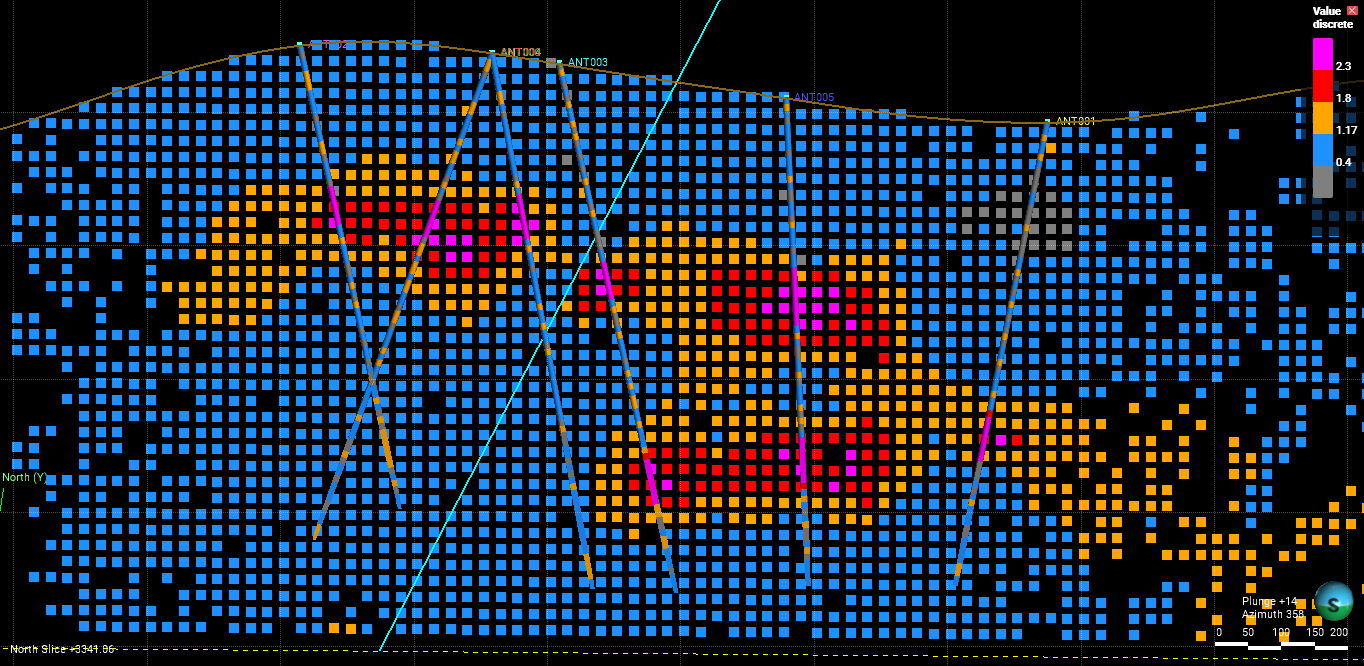 Value
discrete
2.3
1.8
1.17
0.4
ANT002
ANT004
ANT003
ANT005
ANT001
North (Y)
Plunge +14
Azimuth 358
0 50 100 150 200
S
North Slice +3341.86